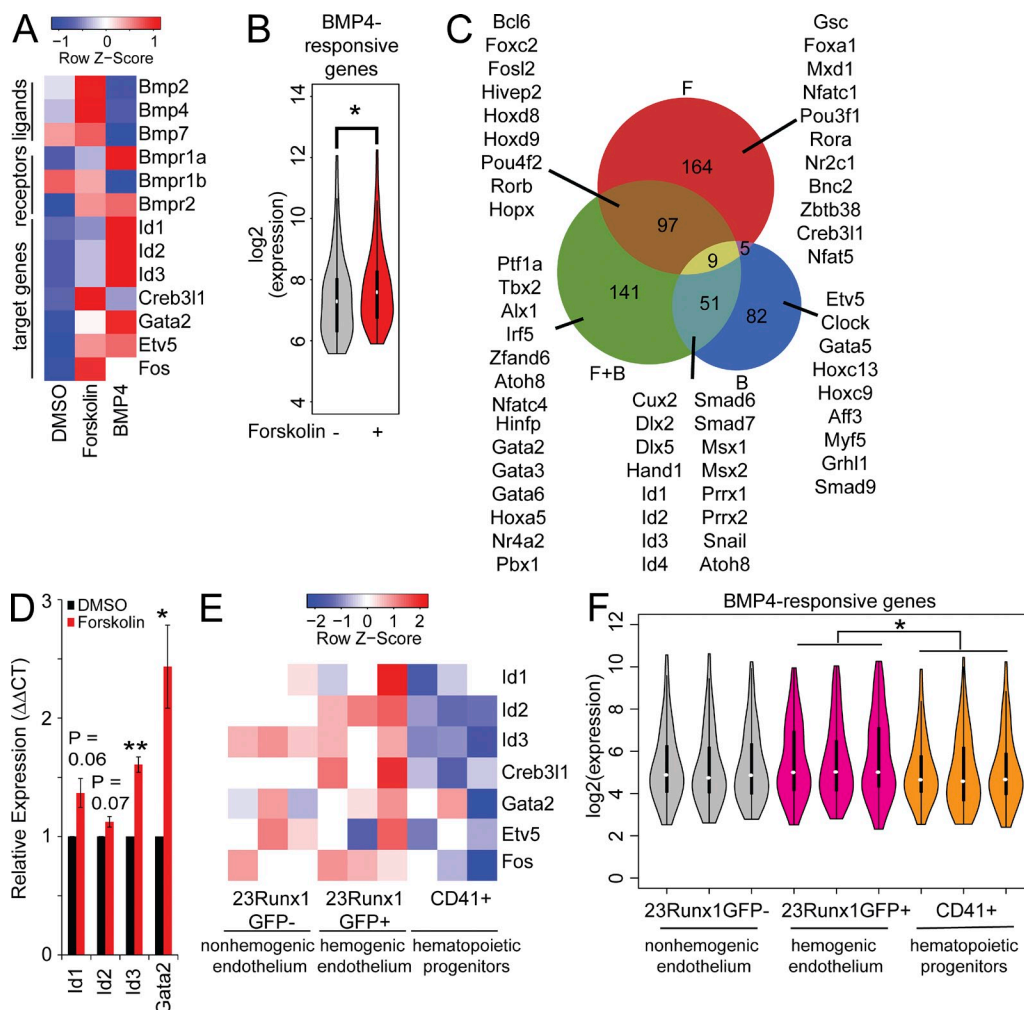 A
−1 0 1
Row Z−Score
ligands
receptors
target genes
Bmp2
Bmp4
Bmp7
Bmpr1a
Bmpr1b
Bmpr2
Id1
Id2
Id3
Creb3l1
Gata2
Etv5
Fos
DMSO
Forskolin
BMP4
B
BMP4-
responsive
genes
*
log2
(expression)
14
12
10
8
6
4
Forskolin - +
C
Bcl6
Foxc2
Fosl2
Hivep2
Hoxd8
Hoxd9
Pou4f2
Rorb
Hopx
Gsc
Foxa1
Mxd1
Nfatc1
Pou3f1
Rora
Nr2c1
Bnc2
Zbtb38
Creb3l1
Nfat5
F
164
97
5
9
141
51
82
F+B
B
Ptf1a
Tbx2
Alx1
Irf5
Zfand6
Atoh8
Nfatc4
Hinfp
Gata2
Gata3
Gata6
Hoxa5
Nr4a2
Pbx1
Cux2
Dlx2
Dlx5
Hand1
Id1
Id2
Id3
Id4
Smad6
Smad7
Msx1
Msx2
Prrx1
Prrx2
Snail
Atoh8
Etv5
Clock
Gata5
Hoxc13
Hoxc9
Aff3
Myf5
Grhl1
Smad9
D
DMSO
Forskolin
Relative Expression (ΔΔCT)
3
2
1
0
P =
0.06
P =
0.07
**
*
Id1
Id2
Id3
Gata2
E
−2 −1 0 1 2
Row Z−Score
Id1
Id2
Id3
Creb3l1
Gata2
Etv5
Fos
23Runx1
GFP-
23Runx1
GFP+
CD41+
nonhemogenic
endothelium
hemogenic
endothelium
hematopoietic
progenitors
F
BMP4-responsive genes
*
log2(expression)
12
10
8
6
4
2
0
23Runx1GFP- 23Runx1GFP+ CD41+
nonhemogenic
endothelium
hemogenic
endothelium
hematopoietic
progenitors